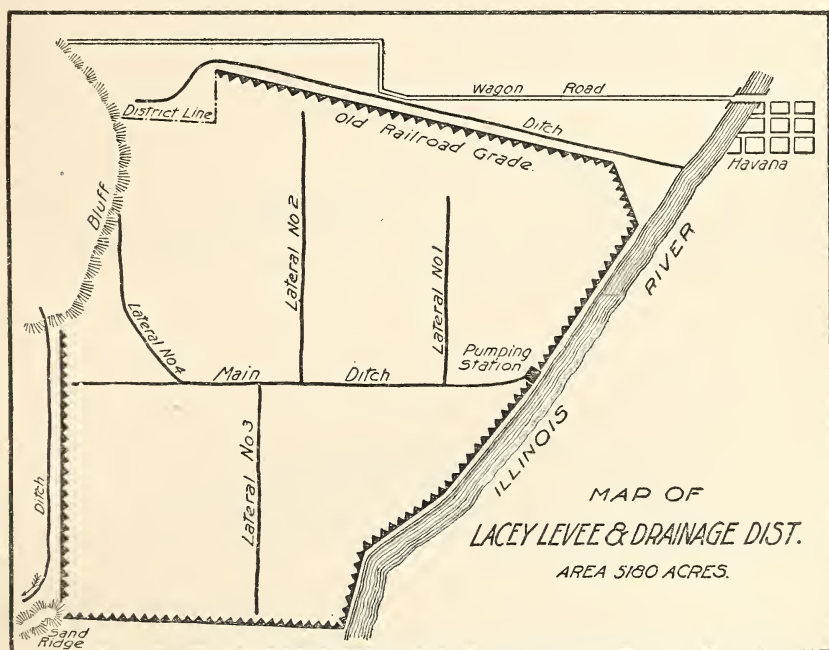 Wagon Road
District Line
Ditch
Old Railroad Grade.
Havana
Bluff
Lateral No 2
Lateral No 1
RIVER
Lateral No 4
Pumping
Station
Main Ditch
ILLINOIS
Lateral No 3
Ditch
MAP OF
LACEY LEVEE & DRAINAGE DIST.
AREA 5180 ACRES.
Sand
Ridge